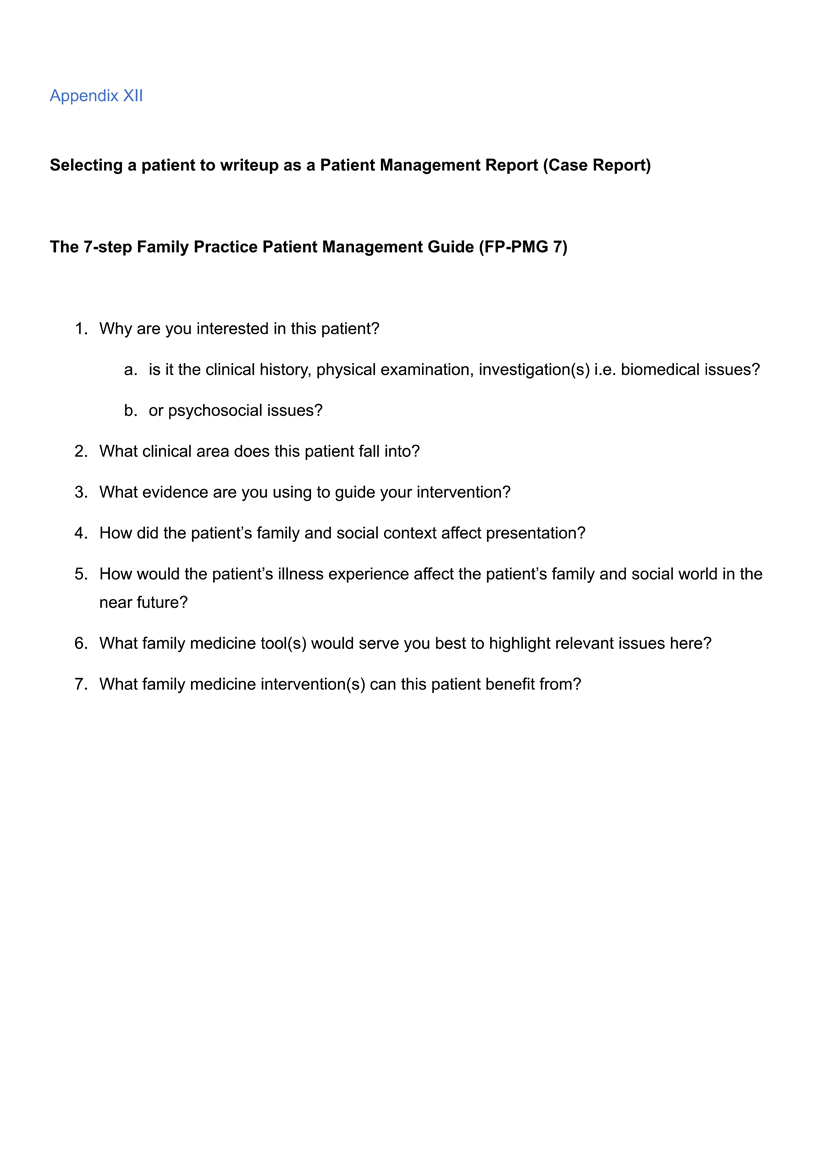 Appendix XII
Selecting a patient to writeup as a Patient Management Report (Case Report)
The 7-step Family Practice Patient Management Guide (FP-PMG 7)
1. Why are you interested in this patient?
a. is it the clinical history, physical examination, investigation(s) i.e. biomedical issues?
b. or psychosocial issues?
2. What clinical area does this patient fall into?
3. What evidence are you using to guide your intervention?
4. How did the patient’s family and social context affect presentation?
5. How would the patient’s illness experience affect the patient’s family and social world in the
near future?
6. What family medicine tool(s) would serve you best to highlight relevant issues here?
7. What family medicine intervention(s) can this patient benefit from?